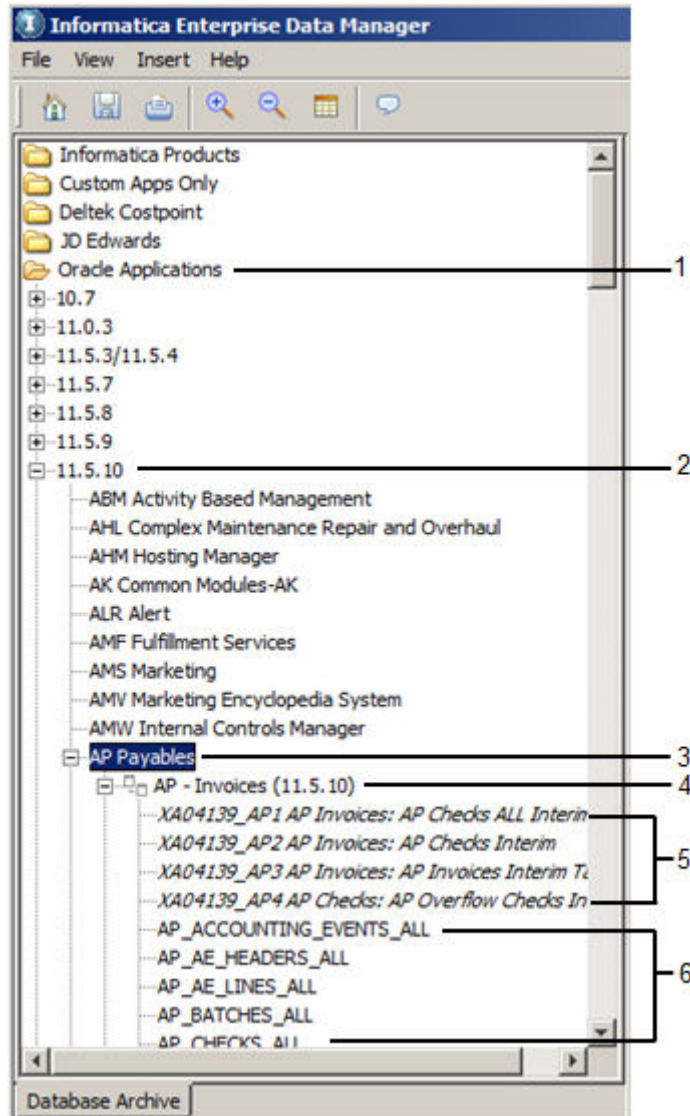 Informatica Enterprise Data Manager
File View Insert Help
Informatica Products
Custom Apps Only
Deltek Costpoint
JD Edwards
Oracle Applications 1
10.7
11.0.3
11.5.3/11.5.4
11.5.7
11.5.8
11.5.9
11.5.10 2
ABM Activity Based Management
AHL Complex Maintenance Repair and Overhaul
AHM Hosting Manager
AK Common Modules-AK
ALR Alert
AMF Fulfillment Services
AMS Marketing
AMV Marketing Encyclopedia System
AMW Internal Controls Manager
AP Payables 3
AP - Invoices (11.5.10) 4
XA04139_AP1 AP Invoices: AP Checks ALL Interim
XA04139_AP2 AP Invoices: AP Checks Interim
5
XA04139_AP3 AP Invoices: AP Invoices Interim Ta
XA04139_AP4 AP Checks: AP Overflow Checks In
AP_ACCOUNTING_EVENTS_ALL
AP_AE_HEADERS_ALL
6
AP_AE_LINES_ALL
AP_BATCHES_ALL
AP_CHECKS_ALL
Database Archive